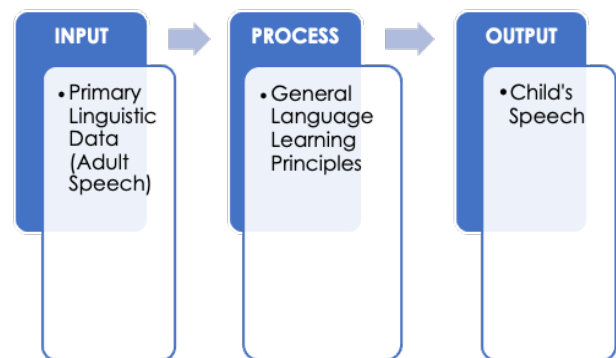 INPUT
• Primary
Linguistic
Data
(Adult
Speech)
PROCESS
• General
Language
Learning
Principles
OUTPUT
• Child's
Speech